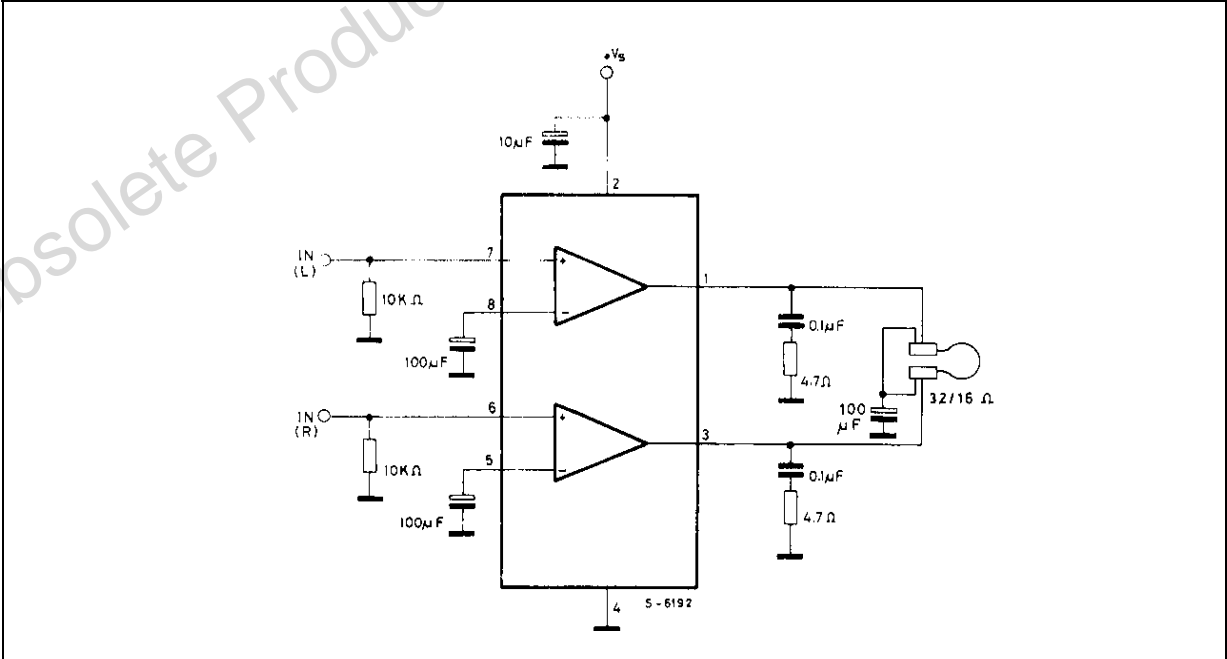 bsolete Produc
+Vs
10µF
2
IN
(L)
7
+
1
10KΩ
8
−
0.1µF
100µF
4.7Ω
32/16 Ω
IN
(R)
6
+
100
µF
3
10KΩ
5
−
0.1µF
100µF
4.7Ω
4
S-6192